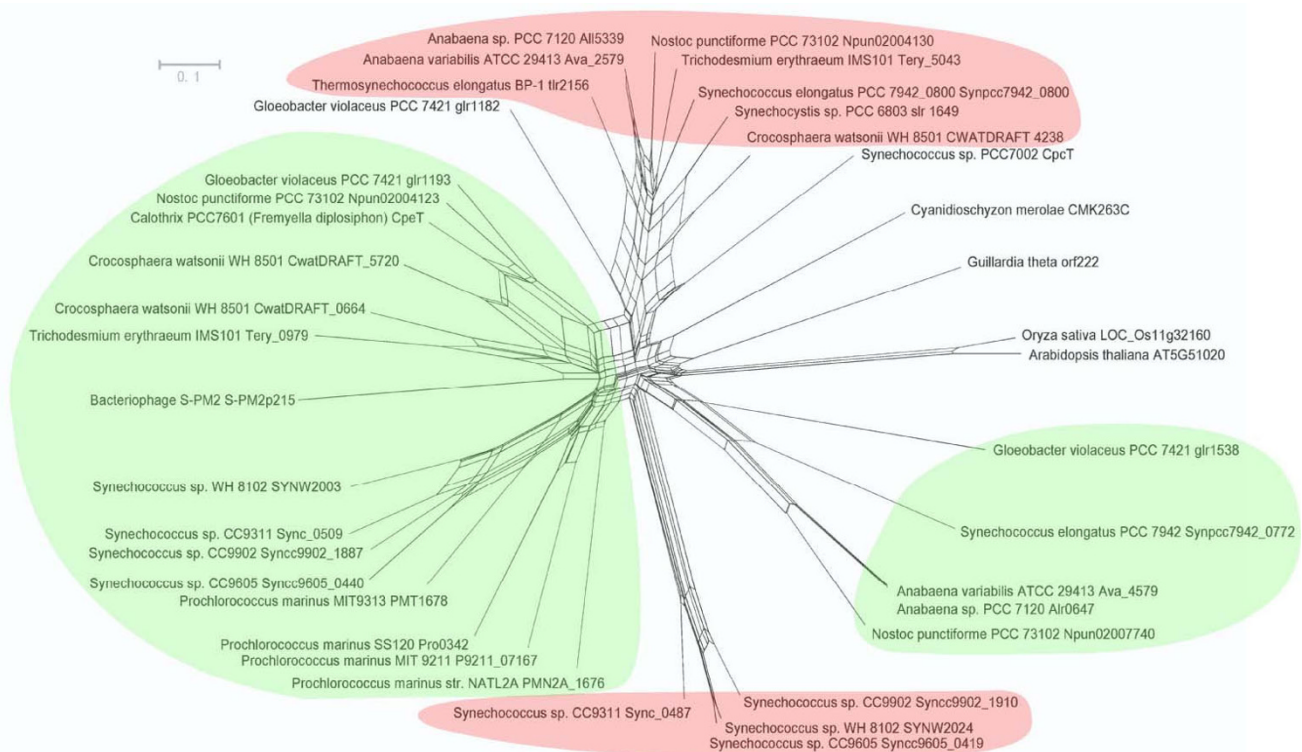 Anabaena sp. PCC 7120 All5339
Nostoc punctiforme PCC 73102 Npun02004130
Anabaena variabilis ATCC 29413 Ava_2579
Trichodesmium erythraeum IMS101 Tery_5043
0.1
Thermosynechococcus elongatus BP-1 tlr2156
Synechococcus elongatus PCC 7942_0800 Synpcc7942_0800
Gloeobacter violaceus PCC 7421 glr1182
Synechocystis sp. PCC 6803 slr 1649
Crocosphaera watsonii WH 8501 CWATDRAFT 4238
Synechococcus sp. PCC7002 CpcT
Gloeobacter violaceus PCC 7421 glr1193
Nostoc punctiforme PCC 73102 Npun02004123
Calothrix PCC7601 (Fremyella diplosiphon) CpeT
Cyanidioschyzon merolae CMK263C
Crocosphaera watsonii WH 8501 CwatDRAFT_5720
Guillardia theta orf222
Crocosphaera watsonii WH 8501 CwatDRAFT_0664
Trichodesmium erythraeum IMS101 Tery_0979
Oryza sativa LOC_Os11g32160
Arabidopsis thaliana AT5G51020
Bacteriophage S-PM2 S-PM2p215
Gloeobacter violaceus PCC 7421 glr1538
Synechococcus sp. WH 8102 SYNW2003
Synechococcus sp. CC9311 Sync_0509
Synechococcus elongatus PCC 7942 Synpcc7942_0772
Synechococcus sp. CC9902 Syncc9902_1887
Synechococcus sp. CC9605 Syncc9605_0440
Anabaena variabilis ATCC 29413 Ava_4579
Prochlorococcus marinus MIT9313 PMT1678
Anabaena sp. PCC 7120 Alr0647
Nostoc punctiforme PCC 73102 Npun02007740
Prochlorococcus marinus SS120 Pro0342
Prochlorococcus marinus MIT 9211 P9211_07167
Prochlorococcus marinus str. NATL2A PMN2A_1676
Synechococcus sp. CC9902 Syncc9902_1910
Synechococcus sp. CC9311 Sync_0487
Synechococcus sp. WH 8102 SYNW2024
Synechococcus sp. CC9605 Syncc9605_0419